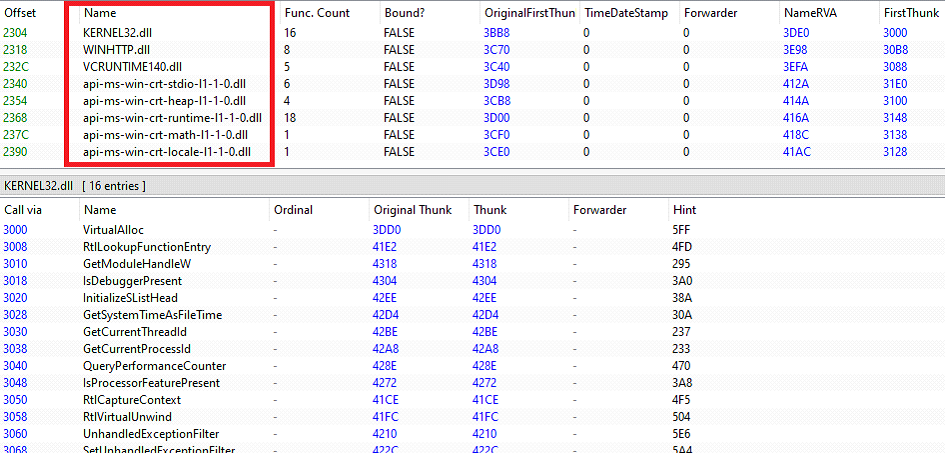 Offset Name Func. Count Bound? OriginalFirstThun TimeDateStamp Forwarder NameRVA FirstThunk
2304 KERNEL32.dll 16 FALSE 3BB8 0 0 3DE0 3000
2318 WINHTTP.dll 8 FALSE 3C70 0 0 3E98 30B8
232C VCRUNTIME140.dll 5 FALSE 3C40 0 0 3EFA 3088
2340 api-ms-win-crt-stdio-l1-1-0.dll 6 FALSE 3D98 0 0 412A 31E0
2354 api-ms-win-crt-heap-l1-1-0.dll 4 FALSE 3CB8 0 0 414A 3100
2368 api-ms-win-crt-runtime-l1-1-0.dll 18 FALSE 3D00 0 0 416A 3148
237C api-ms-win-crt-math-l1-1-0.dll 1 FALSE 3CF0 0 0 418C 3138
2390 api-ms-win-crt-locale-l1-1-0.dll 1 FALSE 3CE0 0 0 41AC 3128
KERNEL32.dll [ 16 entries ]
Call via Name Ordinal Original Thunk Thunk Forwarder Hint
3000 VirtualAlloc - 3DD0 3DD0 - 5FF
3008 RtlLookupFunctionEntry - 41E2 41E2 - 4FD
3010 GetModuleHandleW - 4318 4318 - 295
3018 IsDebuggerPresent - 4304 4304 - 3A0
3020 InitializeSListHead - 42EE 42EE - 38A
3028 GetSystemTimeAsFileTime - 42D4 42D4 - 30A
3030 GetCurrentThreadId - 42BE 42BE - 237
3038 GetCurrentProcessId - 42A8 42A8 - 233
3040 QueryPerformanceCounter - 428E 428E - 470
3048 IsProcessorFeaturePresent - 4272 4272 - 3A8
3050 RtlCaptureContext - 41CE 41CE - 4F5
3058 RtlVirtualUnwind - 41FC 41FC - 504
3060 UnhandledExceptionFilter - 4210 4210 - 5E6
3068 SetUnhandledExceptionFilter - 422C 422C - 5A4